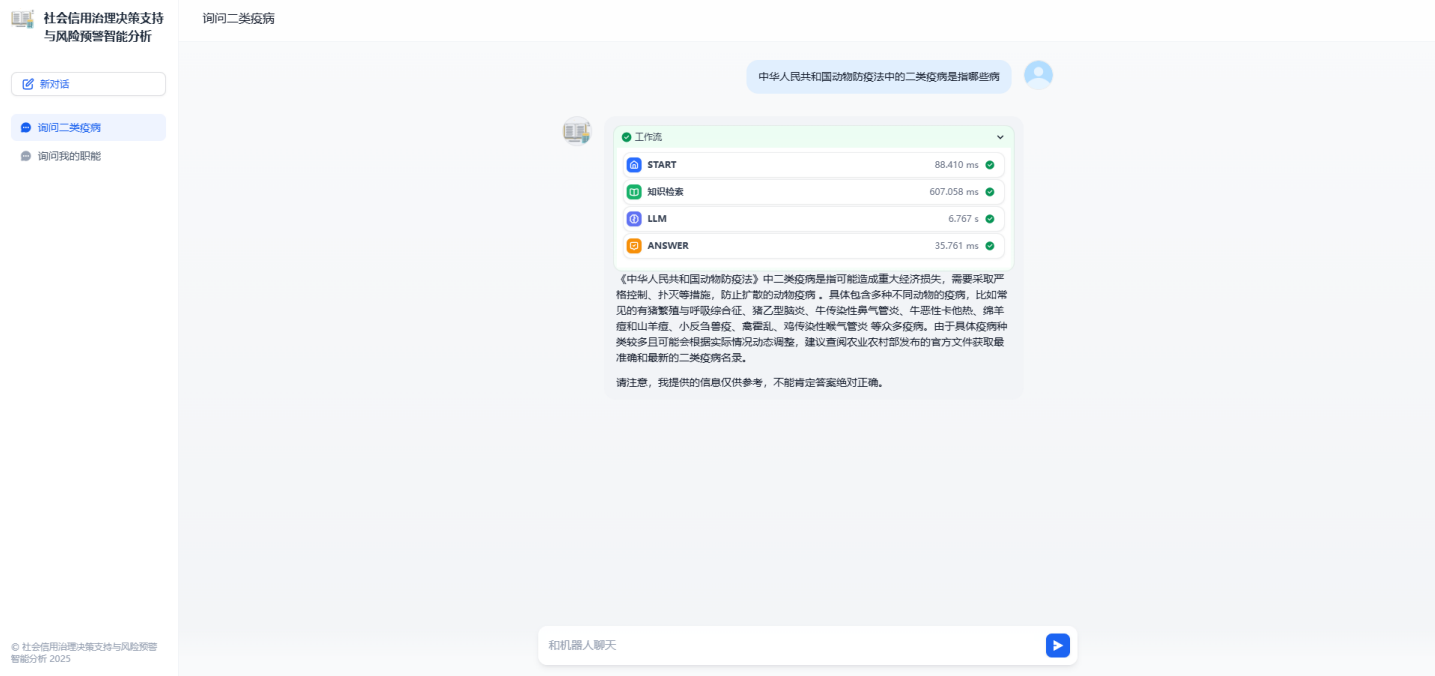 社会信用治理决策支持
与风险预警智能分析
新对话
询问二类疫病
询问我的职能
© 社会信用治理决策支持与风险预警
智能分析 2025
询问二类疫病
中华人民共和国动物防疫法中的二类疫病是指哪些病
工作流
START 88.410 ms
知识检索 607.058 ms
LLM 6.767 s
ANSWER 35.761 ms
《中华人民共和国动物防疫法》中二类疫病是指可能造成重大经济损失，需要采取严
格控制、扑灭等措施，防止扩散的动物疫病 。具体包含多种不同动物的疫病，比如常
见的有猪繁殖与呼吸综合征、猪乙型脑炎、牛传染性鼻气管炎、牛恶性卡他热、绵羊
痘和山羊痘、小反刍兽疫、禽霍乱、鸡传染性喉气管炎 等众多疫病。由于具体疫病种
类较多且可能会根据实际情况动态调整，建议查阅农业农村部发布的官方文件获取最
准确和最新的二类疫病名录。
请注意，我提供的信息仅供参考，不能肯定答案绝对正确。
和机器人聊天